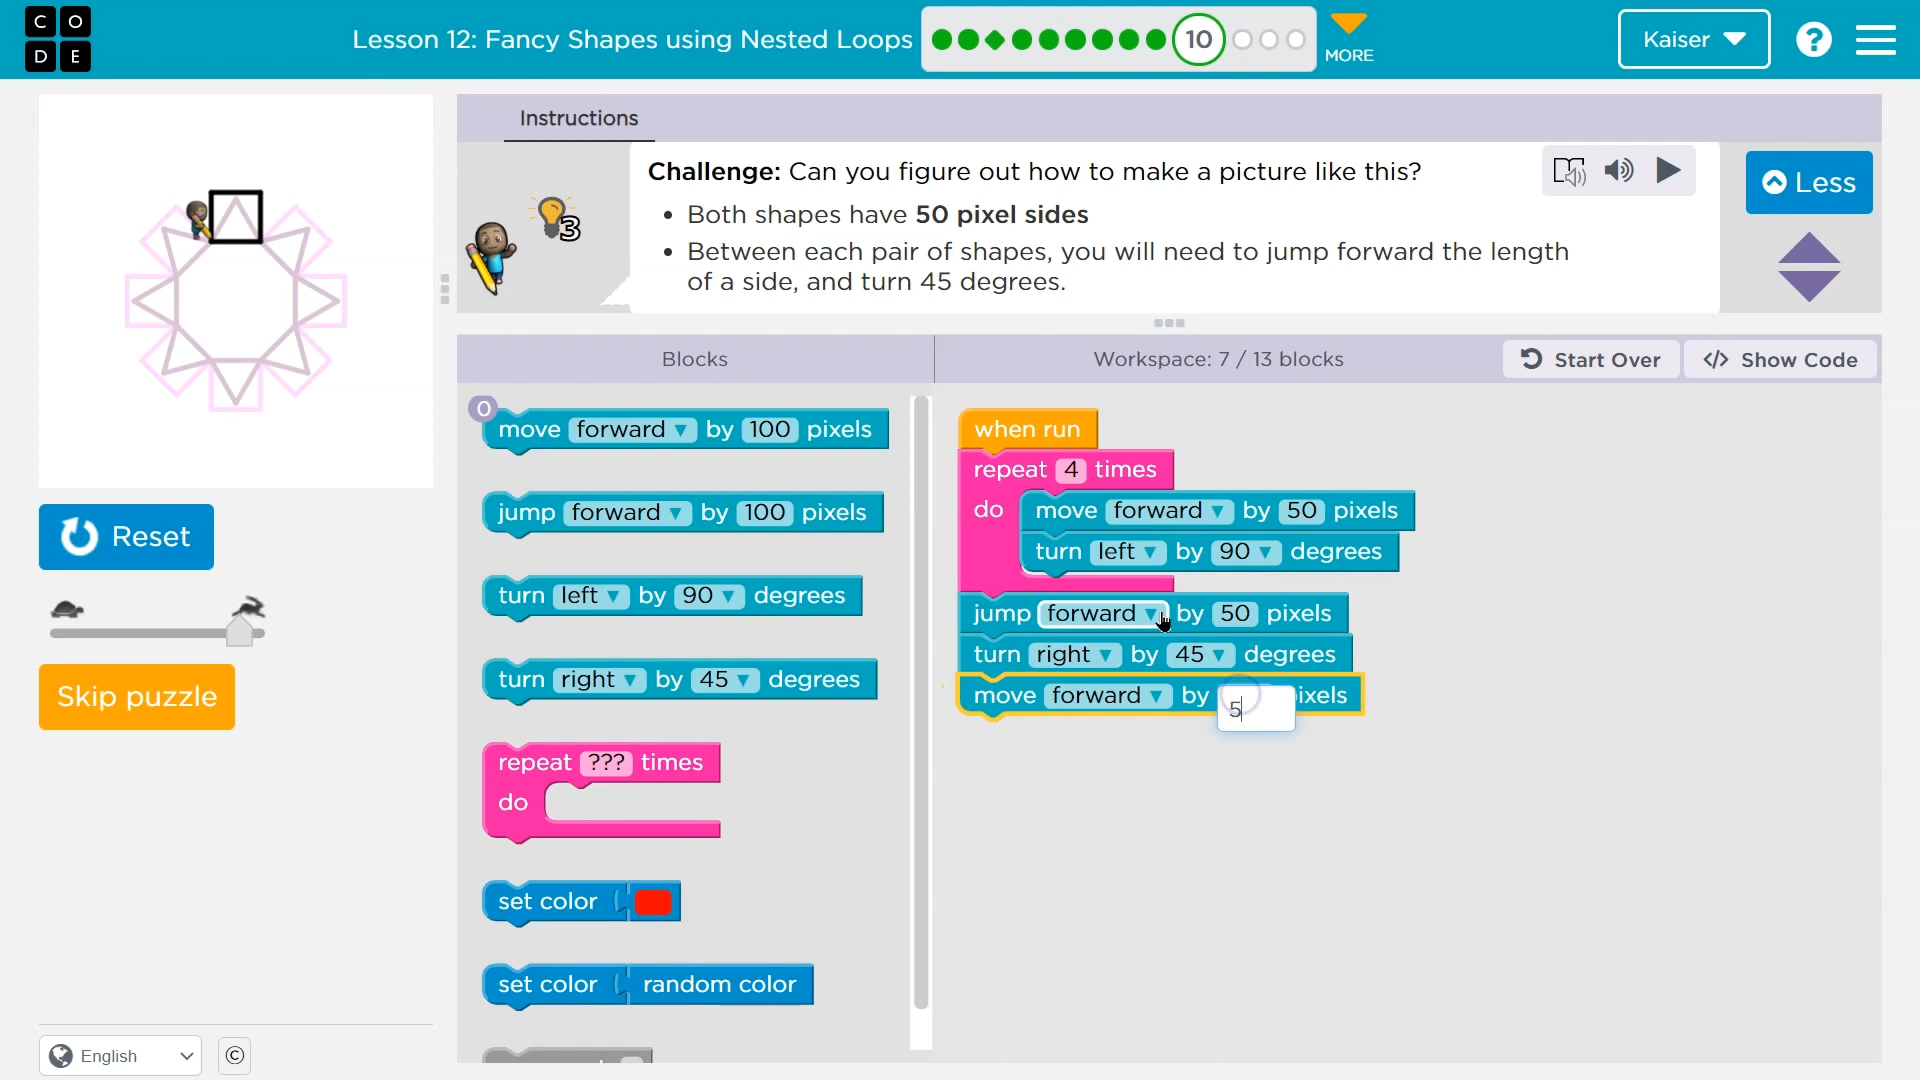 C O
D E
Lesson 12: Fancy Shapes using Nested Loops
10
MORE
Kaiser
?
Instructions
3
Challenge: Can you figure out how to make a picture like this?
• Both shapes have 50 pixel sides
• Between each pair of shapes, you will need to jump forward the length
of a side, and turn 45 degrees.
Less
Blocks
Workspace: 7 / 13 blocks
Start Over
</> Show Code
0
move forward ▼ by 100 pixels
jump forward ▼ by 100 pixels
turn left ▼ by 90 ▼ degrees
turn right ▼ by 45 ▼ degrees
repeat ??? times
do
set color
set color random color
when run
repeat 4 times
do
move forward ▼ by 50 pixels
turn left ▼ by 90 ▼ degrees
jump forward ▼ by 50 pixels
turn right ▼ by 45 ▼ degrees
move forward ▼ by 5 ixels
Reset
Skip puzzle
English
©